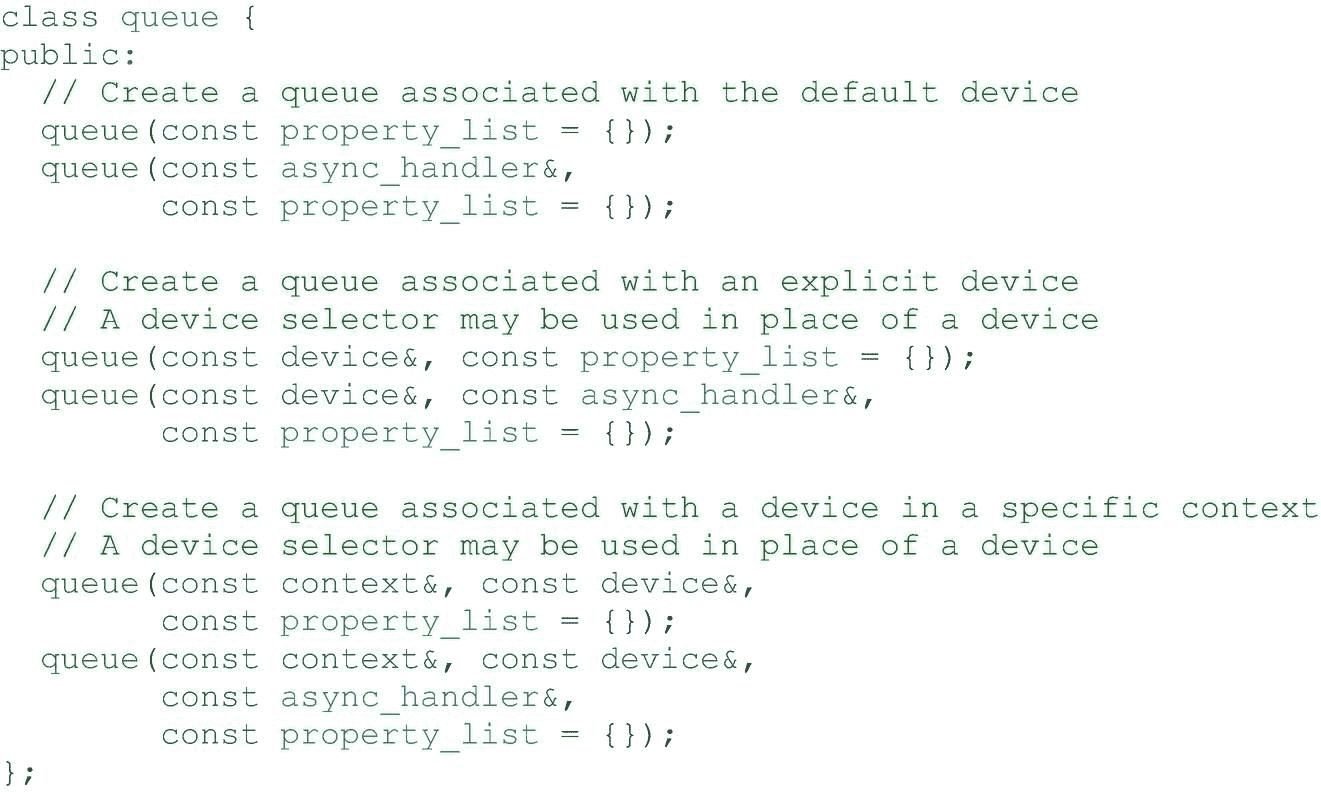 class queue {
public:
  // Create a queue associated with the default device
  queue(const property_list = {});
  queue(const async_handler&,
        const property_list = {});

  // Create a queue associated with an explicit device
  // A device selector may be used in place of a device
  queue(const device&, const property_list = {});
  queue(const device&, const async_handler&,
        const property_list = {});

  // Create a queue associated with a device in a specific context
  // A device selector may be used in place of a device
  queue(const context&, const device&,
        const property_list = {});
  queue(const context&, const device&,
        const async_handler&,
        const property_list = {});
};